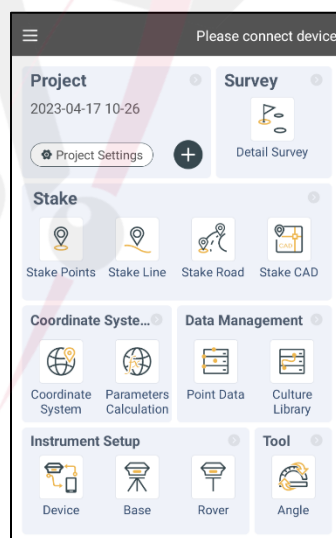 Please connect device
Project
Survey
2023-04-17 10-26
Project Settings
Detail Survey
Stake
Stake Points
Stake Line
Stake Road
CAD
Stake CAD
Coordinate Syste...
Data Management
Coordinate
System
Parameters
Calculation
Point Data
Culture
Library
Instrument Setup
Tool
Device
Base
Rover
Angle